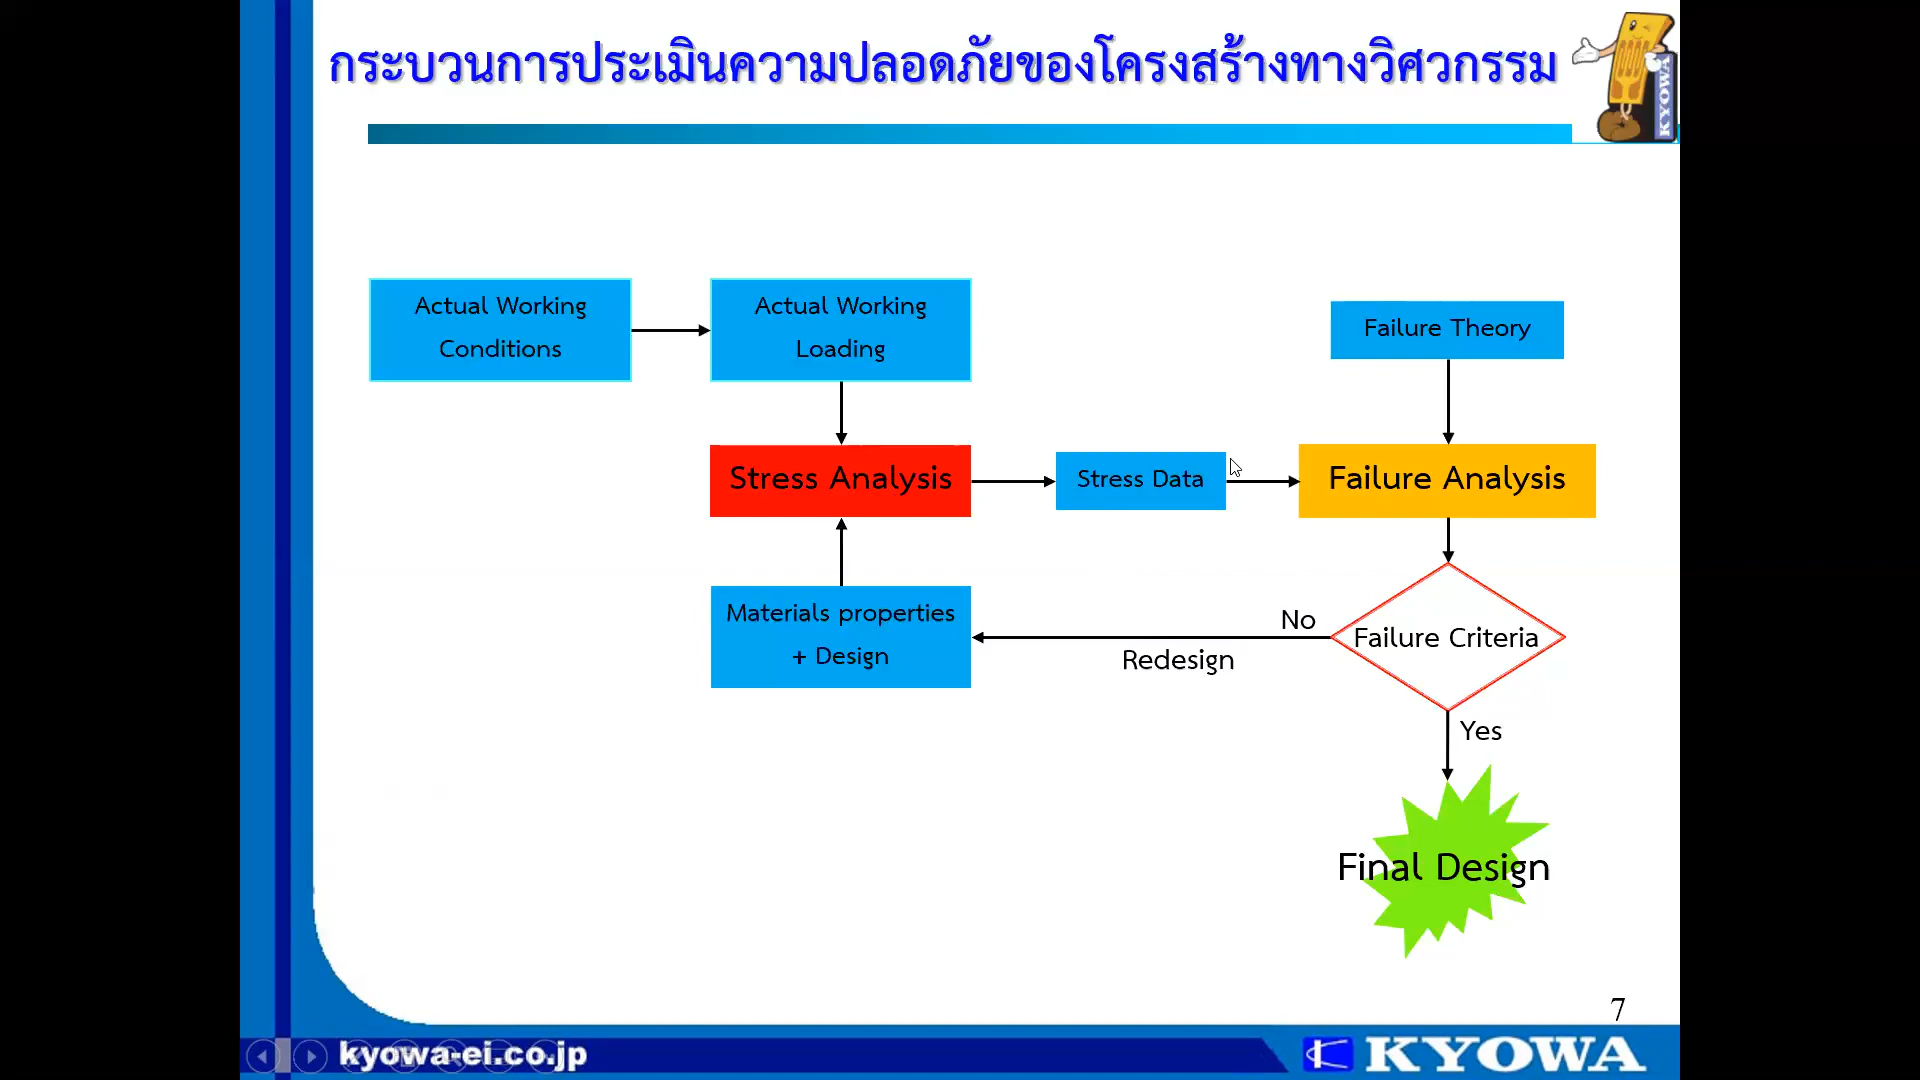 กระบวนการประเมินความปลอดภัยของโครงสร้างทางวิศวกรรม
KYOWA
Actual Working
Conditions
Actual Working
Loading
Failure Theory
Stress Analysis
Stress Data
Failure Analysis
Materials properties
+ Design
No
Redesign
Failure Criteria
Yes
Final Design
7
kyowa-ei.co.jp
KYOWA